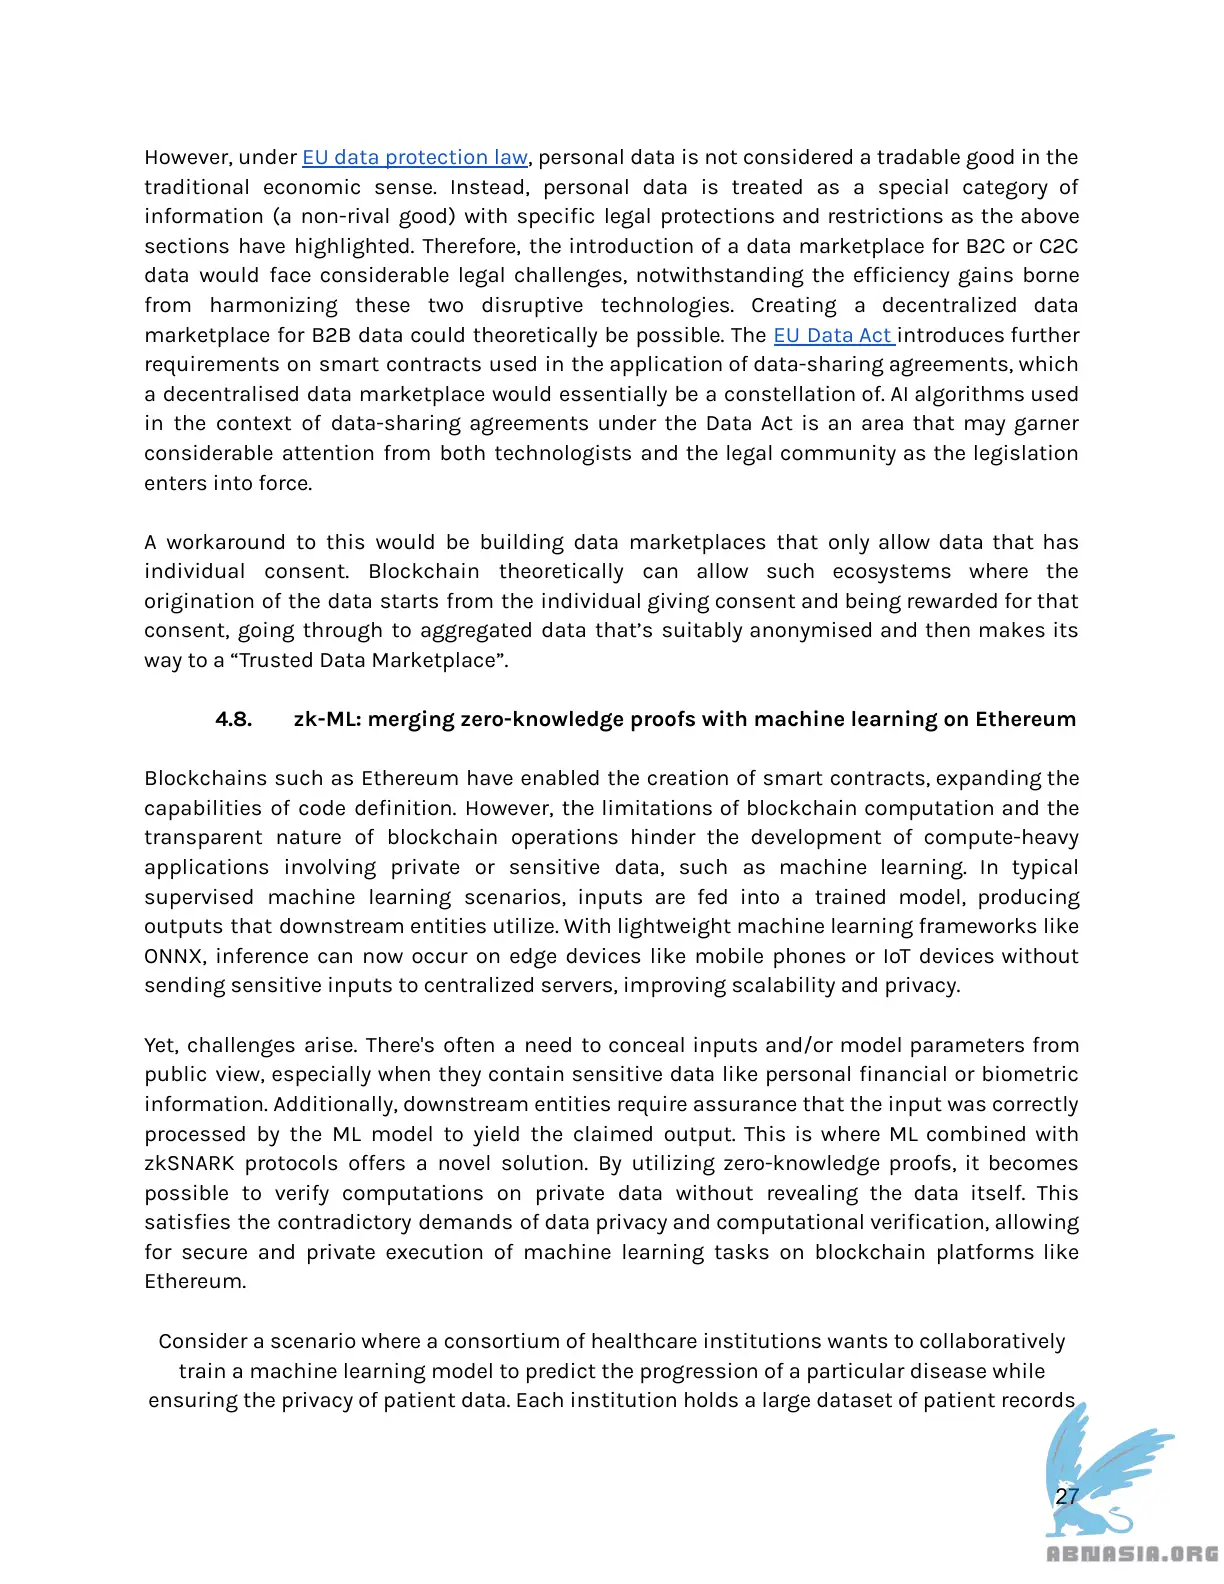 However, under EU data protection law, personal data is not considered a tradable good in the
traditional economic sense. Instead, personal data is treated as a special category of
information (a non-rival good) with specific legal protections and restrictions as the above
sections have highlighted. Therefore, the introduction of a data marketplace for B2C or C2C
data would face considerable legal challenges, notwithstanding the efficiency gains borne
from harmonizing these two disruptive technologies. Creating a decentralized data
marketplace for B2B data could theoretically be possible. The EU Data Act introduces further
requirements on smart contracts used in the application of data-sharing agreements, which
a decentralised data marketplace would essentially be a constellation of. AI algorithms used
in the context of data-sharing agreements under the Data Act is an area that may garner
considerable attention from both technologists and the legal community as the legislation
enters into force.
A workaround to this would be building data marketplaces that only allow data that has
individual consent. Blockchain theoretically can allow such ecosystems where the
origination of the data starts from the individual giving consent and being rewarded for that
consent, going through to aggregated data that’s suitably anonymised and then makes its
way to a “Trusted Data Marketplace”.
4.8. zk-ML: merging zero-knowledge proofs with machine learning on Ethereum
Blockchains such as Ethereum have enabled the creation of smart contracts, expanding the
capabilities of code definition. However, the limitations of blockchain computation and the
transparent nature of blockchain operations hinder the development of compute-heavy
applications involving private or sensitive data, such as machine learning. In typical
supervised machine learning scenarios, inputs are fed into a trained model, producing
outputs that downstream entities utilize. With lightweight machine learning frameworks like
ONNX, inference can now occur on edge devices like mobile phones or IoT devices without
sending sensitive inputs to centralized servers, improving scalability and privacy.
Yet, challenges arise. There's often a need to conceal inputs and/or model parameters from
public view, especially when they contain sensitive data like personal financial or biometric
information. Additionally, downstream entities require assurance that the input was correctly
processed by the ML model to yield the claimed output. This is where ML combined with
zkSNARK protocols offers a novel solution. By utilizing zero-knowledge proofs, it becomes
possible to verify computations on private data without revealing the data itself. This
satisfies the contradictory demands of data privacy and computational verification, allowing
for secure and private execution of machine learning tasks on blockchain platforms like
Ethereum.
Consider a scenario where a consortium of healthcare institutions wants to collaboratively
train a machine learning model to predict the progression of a particular disease while
ensuring the privacy of patient data. Each institution holds a large dataset of patient records
27
ABNASIA.ORG